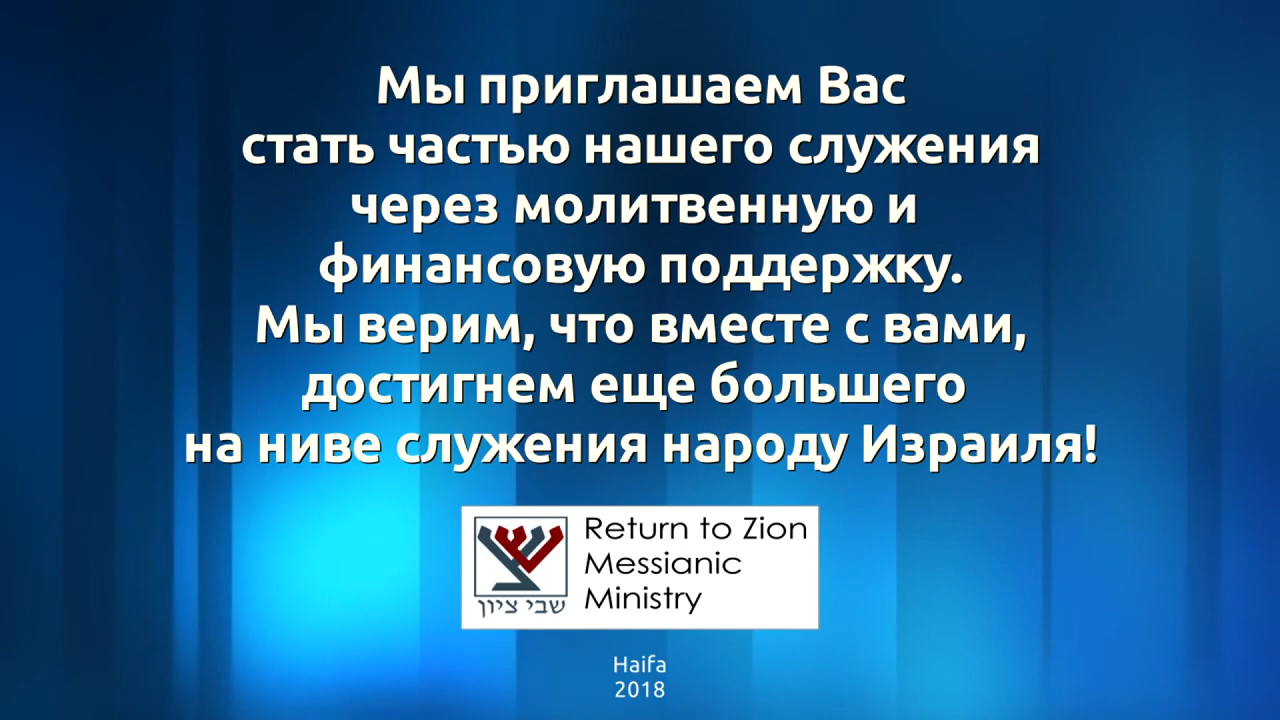 Мы приглашаем Вас
стать частью нашего служения
через молитвенную и
финансовую поддержку.
Мы верим, что вместе с вами,
достигнем еще большего
на ниве служения народу Израиля!
Return to Zion
Messianic
Ministry
שבי ציון
Haifa
2018